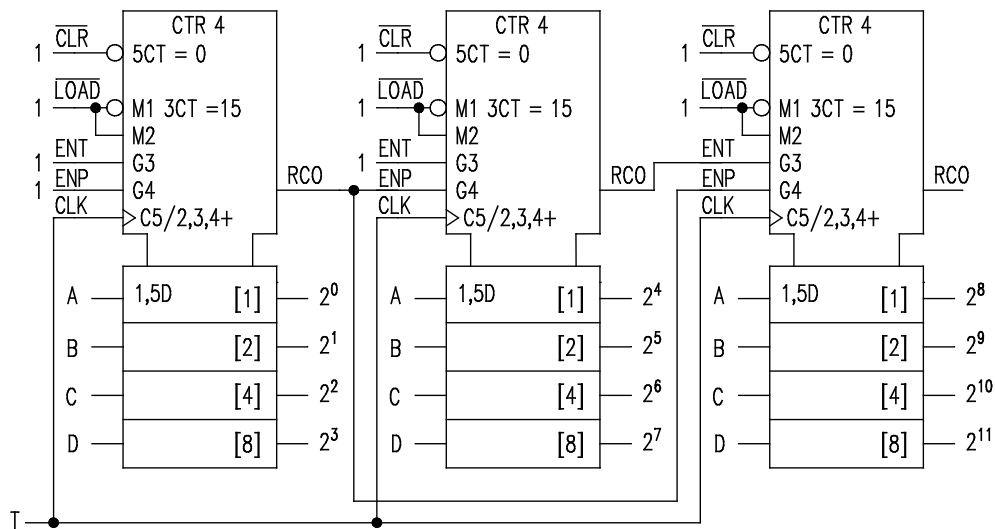 CTR 4 CTR 4 CTR 4
1 CLR 5CT = 0 1 CLR 5CT = 0 1 CLR 5CT = 0
1 LOAD M1 3CT =15 1 LOAD M1 3CT =15 1 LOAD M1 3CT =15
M2 M2 M2
1 ENT G3 1 ENT G3 ENT G3
1 ENP G4 RCO ENP G4 RCO ENP G4 RCO
CLK C5/2,3,4+ CLK C5/2,3,4+ CLK C5/2,3,4+
A 1,5D [1] 2⁰ A 1,5D [1] 2⁴ A 1,5D [1] 2⁸
B [2] 2¹ B [2] 2⁵ B [2] 2⁹
C [4] 2² C [4] 2⁶ C [4] 2¹⁰
D [8] 2³ D [8] 2⁷ D [8] 2¹¹
T